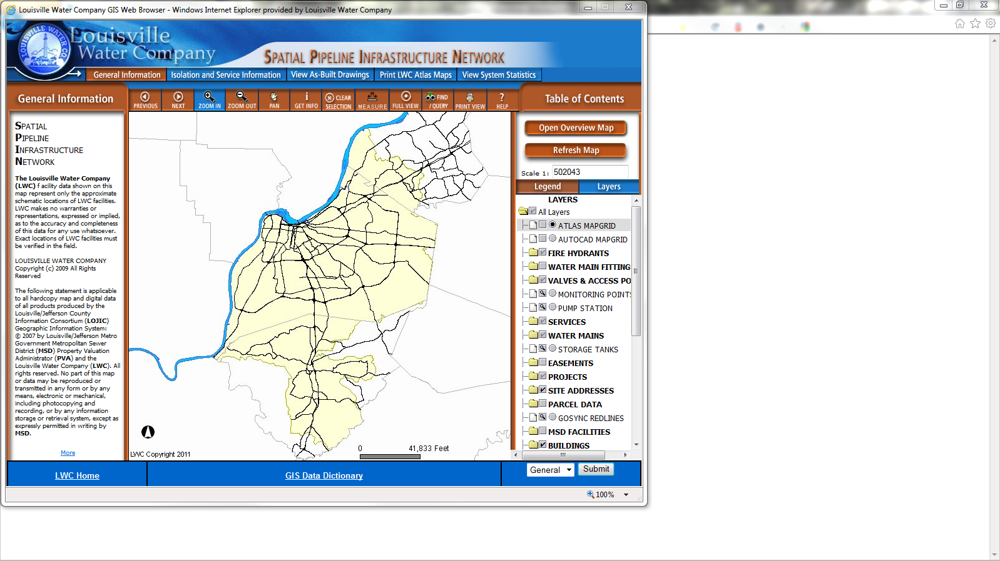 Louisville Water Company GIS Web Browser - Windows Internet Explorer provided by Louisville Water Company
LOUISVILLE WATER CO.
Louisville
Water Company
SPATIAL PIPELINE INFRASTRUCTURE NETWORK
General Information
Isolation and Service Information
View As-Built Drawings
Print LWC Atlas Maps
View System Statistics
General Information
PREVIOUS
NEXT
ZOOM IN
ZOOM OUT
PAN
GET INFO
CLEAR
SELECTION
MEASURE
FULL VIEW
FIND
/ QUERY
PRINT VIEW
HELP
Table of Contents
SPATIAL
PIPELINE
INFRASTRUCTURE
NETWORK
The Louisville Water Company
(LWC) f acility data shown on this
map represent only the approximate
schematic locations of LWC facilities.
LWC makes no warranties or
representations, expressed or implied,
as to the accuracy and completeness
of this data for any use whatsoever.
Exact locations of LWC facilities must
be verified in the field.
LOUISVILLE WATER COMPANY
Copyright (c) 2009 All Rights
Reserved
The following statement is applicable
to all hardcopy map and digital data
of all products produced by the
Louisville/Jefferson County
Information Consortium (LOJIC)
Geographic Information System:
© 2007 by Louisville/Jefferson Metro
Government Metropolitan Sewer
District (MSD) Property Valuation
Administrator (PVA) and the
Louisville Water Company (LWC). All
rights reserved. No part of this map
or data may be reproduced or
transmitted in any form or by any
means, electronic or mechanical,
including photocopying and
recording, or by any information
storage or retrieval system, except as
expressly permitted in writing by
MSD.
More
LWC Copyright 2011
0 41,833 Feet
Open Overview Map
Refresh Map
Scale 1: 502043
Legend
Layers
LAYERS
All Layers
ATLAS MAPGRID
AUTOCAD MAPGRID
FIRE HYDRANTS
WATER MAIN FITTING
VALVES & ACCESS PO
MONITORING POINTS
PUMP STATION
SERVICES
WATER MAINS
STORAGE TANKS
EASEMENTS
PROJECTS
SITE ADDRESSES
PARCEL DATA
GOSYNC REDLINES
MSD FACILITIES
BUILDINGS
LWC Home
GIS Data Dictionary
General
Submit
100%